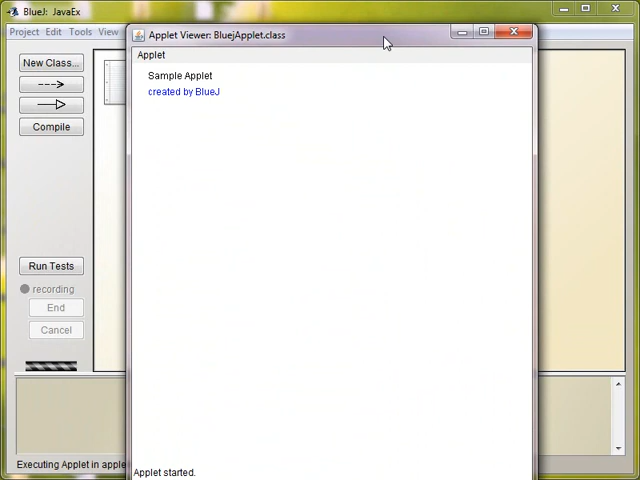 BlueJ: JavaEx
Project Edit Tools View
New Class...
Compile
Run Tests
recording
End
Cancel
Executing Applet in apple
Applet Viewer: BluejApplet.class
Applet
Sample Applet
created by BlueJ
Applet started.